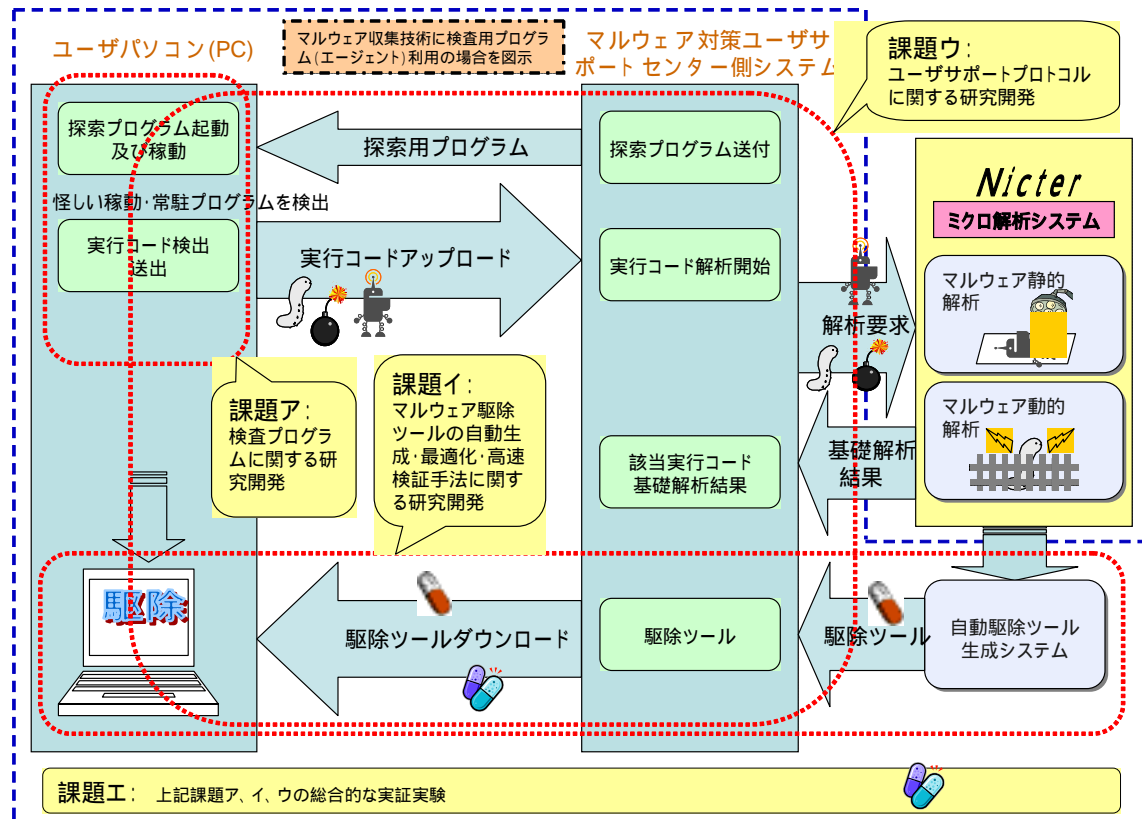 ユーザパソコン(PC)
マルウェア収集技術に検査用プログラ
ム(エージェント)利用の場合を図示
マルウェア対策ユーザサ
ポートセンター側システム
課題ウ:
ユーザサポートプロトコル
に関する研究開発
探索プログラム起動
及び稼動
探索用プログラム
探索プログラム送付
Nicter
ミクロ解析システム
怪しい稼動・常駐プログラムを検出
実行コード検出
送出
実行コードアップロード
実行コード解析開始
解析要求
マルウェア静的
解析
課題ア:
検査プログラ
ムに関する研
究開発
課題イ:
マルウェア駆除
ツールの自動生
成・最適化・高速
検証手法に関す
る研究開発
該当実行コード
基礎解析結果
基礎解析
結果
マルウェア動的
解析
駆除
駆除ツールダウンロード
駆除ツール
駆除ツール
自動駆除ツール
生成システム
課題エ: 上記課題ア、イ、ウの総合的な実証実験